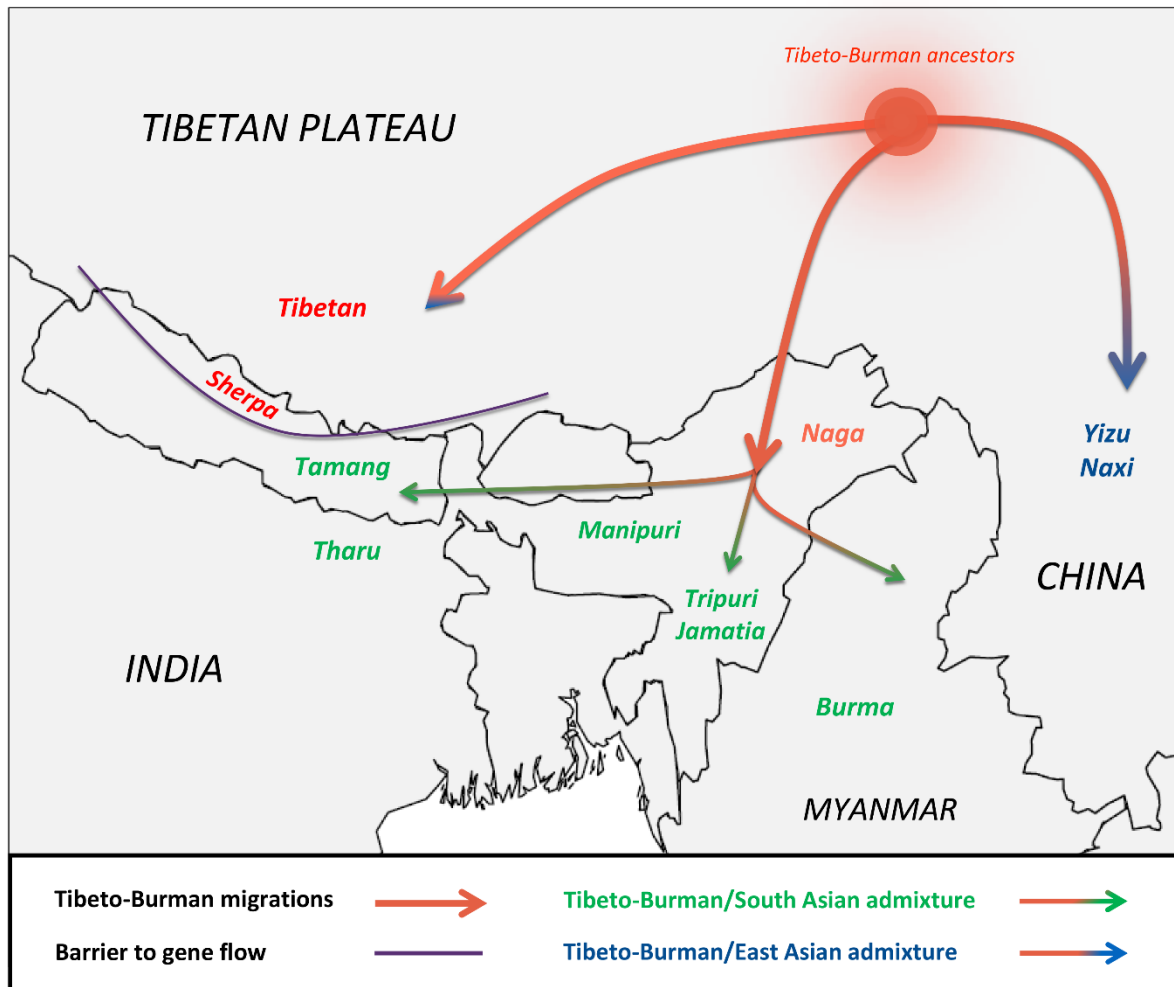 Tibeto-Burman ancestors
TIBETAN PLATEAU
Tibetan
Sherpa
Naga
Yizu
Naxi
Tamang
Manipuri
Tharu
CHINA
Tripuri
Jamatia
INDIA
Burma
MYANMAR
Tibeto-Burman migrations
Tibeto-Burman/South Asian admixture
Barrier to gene flow
Tibeto-Burman/East Asian admixture